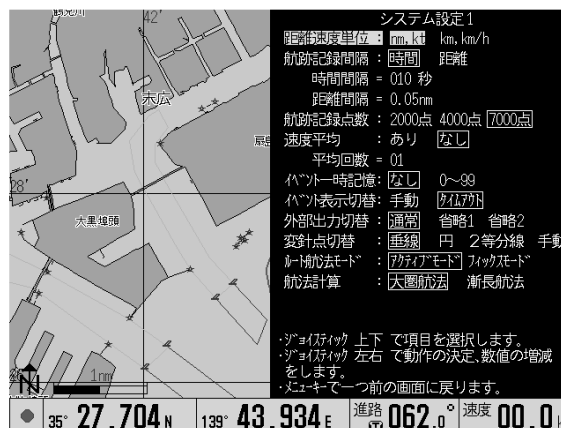 鶴見川
42'
末広
扇島
28'
大黒埠頭
26'
N
1nm
システム設定1
距離速度単位 : nm,kt km,km/h
航跡記録間隔 : 時間 距離
時間間隔 = 010 秒
距離間隔 = 0.05nm
航跡記録点数 : 2000点 4000点 7000点
速度平均 : あり なし
平均回数 = 01
イベント一時記憶: なし 0〜99
イベント表示切替: 手動 タイムアウト
外部出力切替 : 通常 省略1 省略2
変針点切替 : 垂線 円 2等分線 手動
ルート航法モード : アクティブモード フィックスモード
航法計算 : 大圏航法 漸長航法
・ジョイスティック 上下 で項目を選択します。
・ジョイスティック 左右 で動作の決定、数値の増減
をします。
・メニューキーで一つ前の画面に戻ります。
35° 27.704 N 139° 43.934 E 進路 T 062.0° 速度 00.0